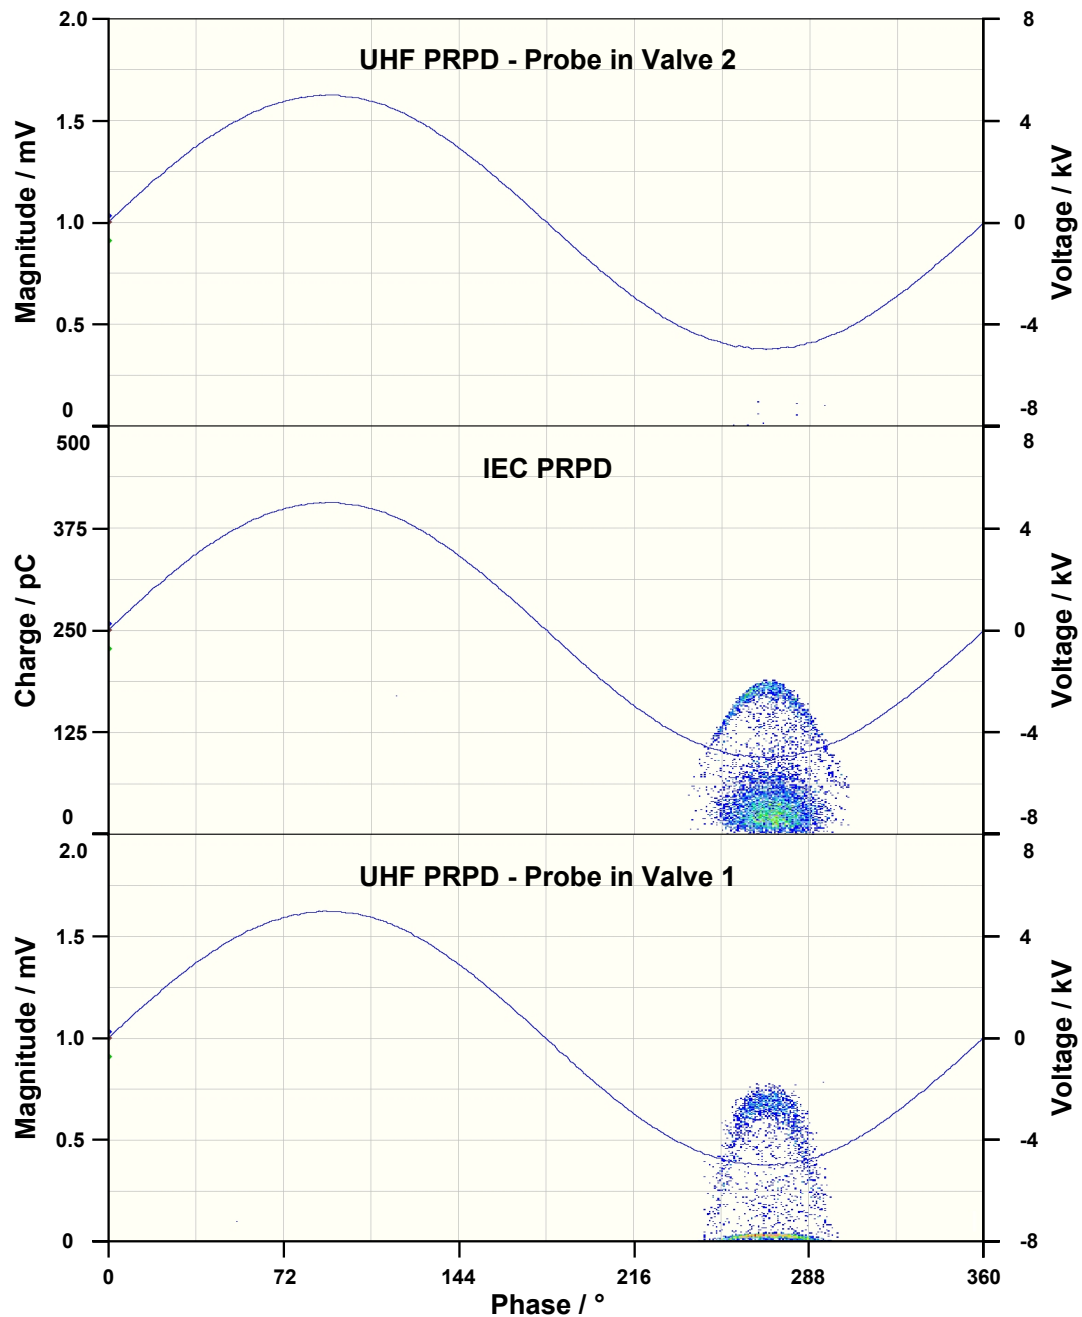 2.0
8
UHF PRPD - Probe in Valve 2
1.5
4
Magnitude / mV
1.0
0
Voltage / kV
0.5
-4
0
-8
500
8
IEC PRPD
375
4
Charge / pC
250
0
Voltage / kV
125
-4
0
-8
2.0
8
UHF PRPD - Probe in Valve 1
1.5
4
Magnitude / mV
1.0
0
Voltage / kV
0.5
-4
0
-8
0 72 144 216 288 360
Phase / °